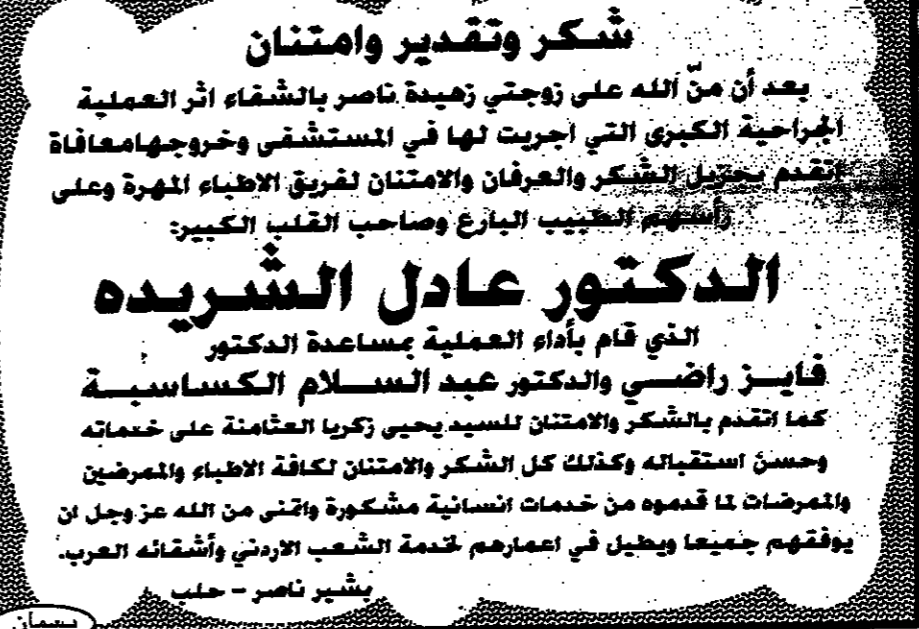 شكر وتقدير وامتنان
بعد أن منّ الله على زوجتي زهيدة ناصر بالشفاء اثر العملية
الجراحية الكبرى التي اجريت لها في المستشفى وخروجهامعافاة
اتقدم بجزيل الشكر والعرفان والامتنان لفريق الاطباء المهرة وعلى
رأسهم الطبيب البارع وصاحب القلب الكبير:
الدكتور عادل الشريده
الذي قام بأداء العملية بمساعدة الدكتور
فايز راضي والدكتور عبد السلام الكساسبة
كما اتقدم بالشكر والامتنان للسيد يحيى زكريا العثامنة على خدماته
وحسن استقباله وكذلك كل الشكر والامتنان لكافة الاطباء والممرضين
والممرضات لما قدموه من خدمات انسانية مشكورة واتمنى من الله عز وجل ان
يوفقهم جميعا ويطيل في اعمارهم لخدمة الشعب الاردني وأشقائه العرب.
بشير ناصر - حلب